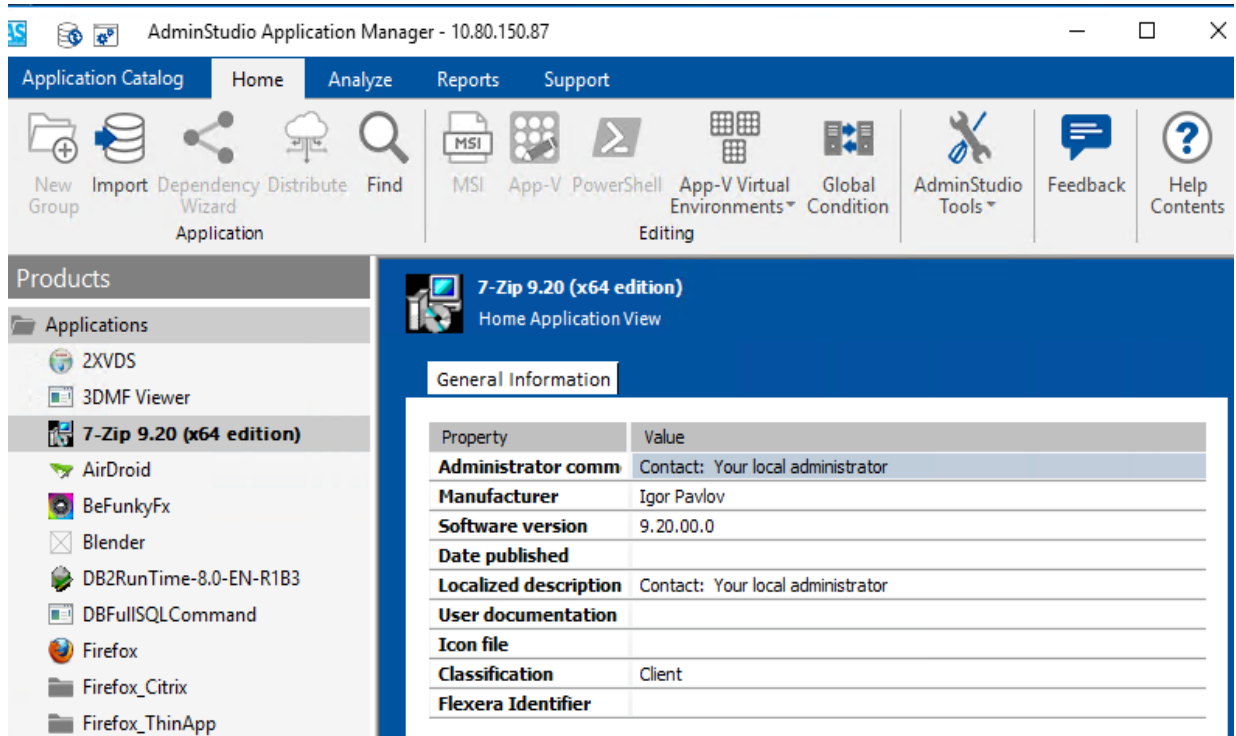 AS
AdminStudio Application Manager - 10.80.150.87
Application Catalog Home Analyze Reports Support
MSI
New Group Import Dependency Wizard Distribute Find MSI App-V PowerShell App-V Virtual Environments Global Condition AdminStudio Tools Feedback Help Contents
Application Editing
Products
Applications
2XVDS
3DMF Viewer
7-Zip 9.20 (x64 edition)
AirDroid
BeFunkyFx
Blender
DB2RunTime-8.0-EN-R1B3
DBFullSQLCommand
Firefox
Firefox_Citrix
Firefox_ThinApp
7-Zip 9.20 (x64 edition)
Home Application View
General Information
Property Value
Administrator comm Contact: Your local administrator
Manufacturer Igor Pavlov
Software version 9.20.00.0
Date published
Localized description Contact: Your local administrator
User documentation
Icon file
Classification Client
Flexera Identifier